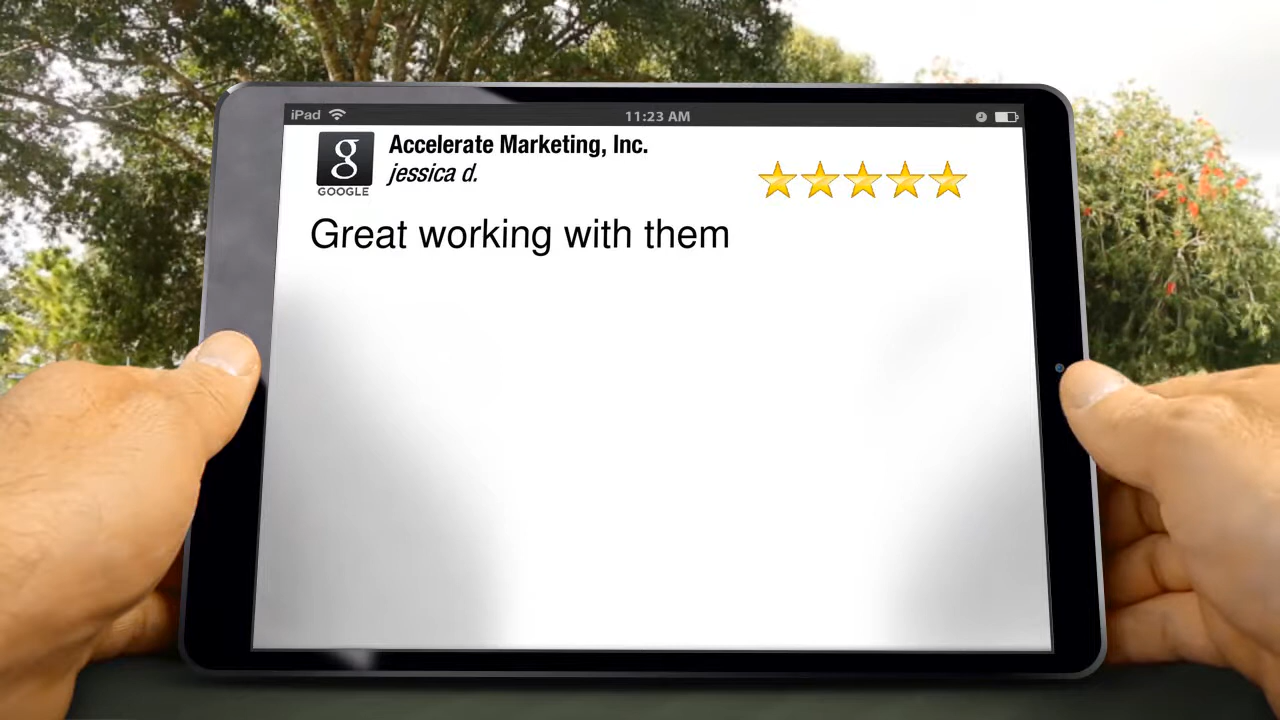 iPad 11:23 AM
g
GOOGLE
Accelerate Marketing, Inc.
jessica d.
Great working with them